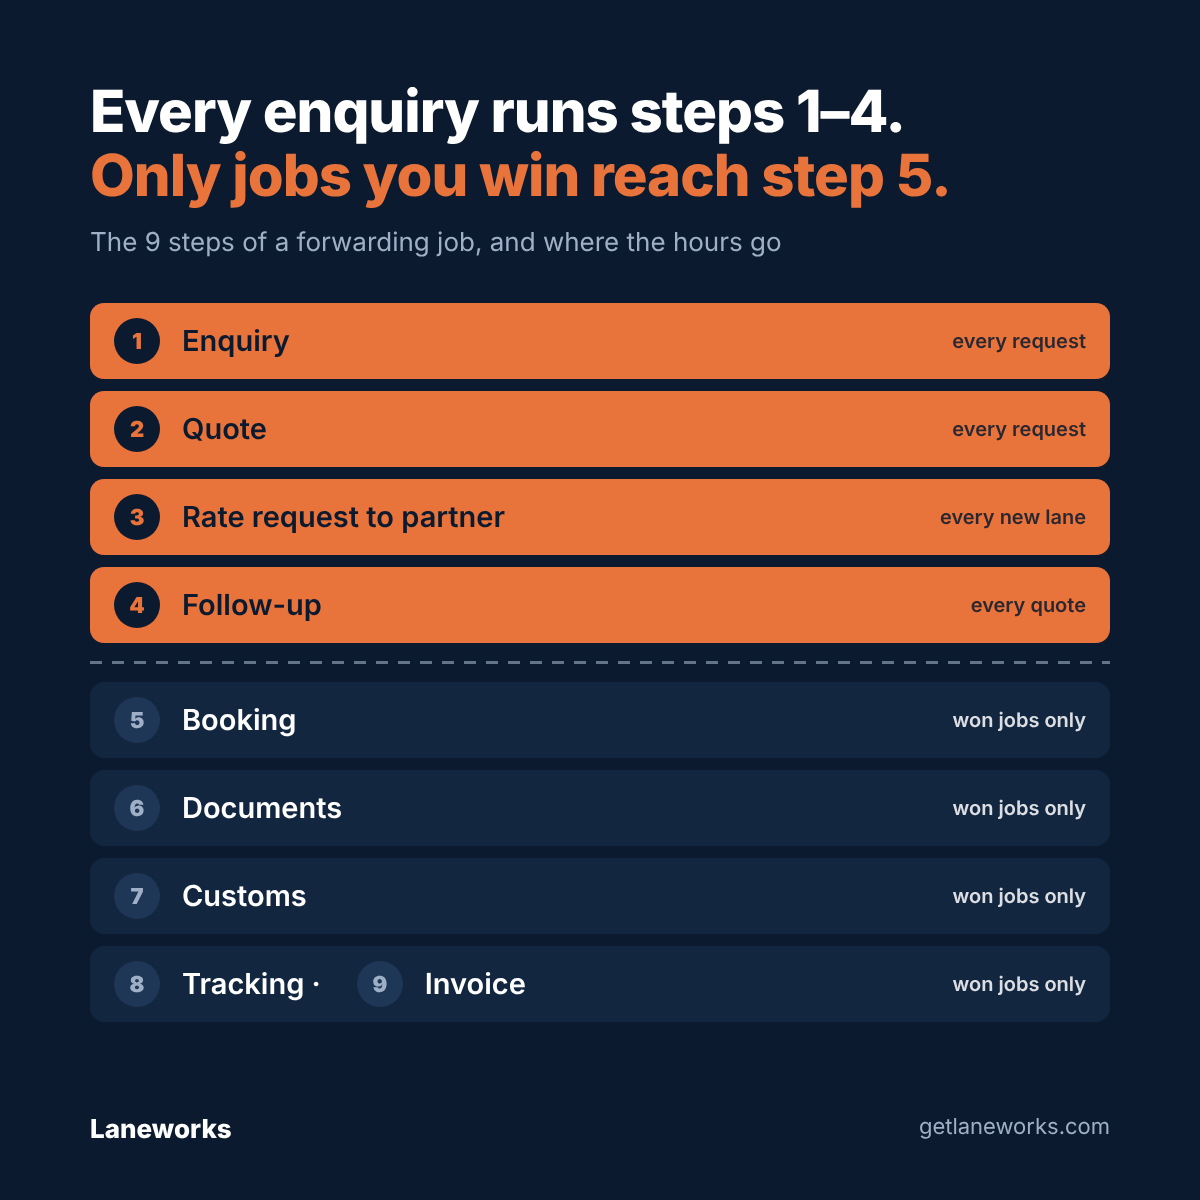 Every enquiry runs steps 1–4.
Only jobs you win reach step 5.
The 9 steps of a forwarding job, and where the hours go
1 Enquiry every request
2 Quote every request
3 Rate request to partner every new lane
4 Follow-up every quote
5 Booking won jobs only
6 Documents won jobs only
7 Customs won jobs only
8 Tracking · 9 Invoice won jobs only
Laneworks getlaneworks.com